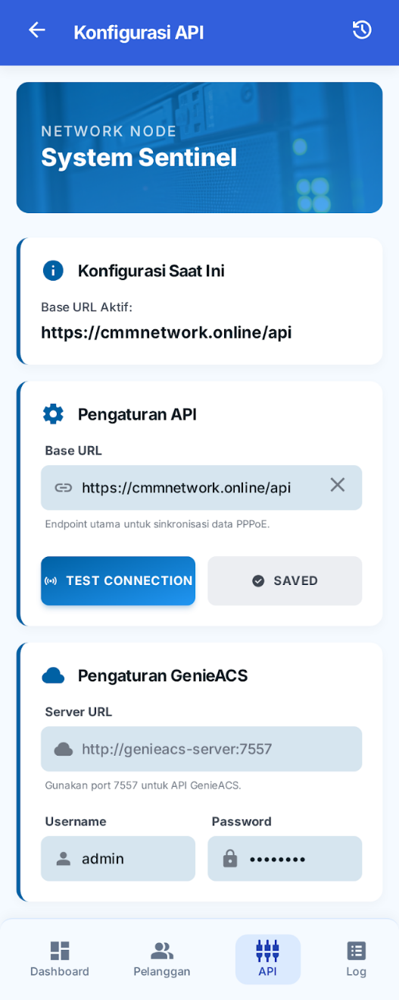 Konfigurasi API
NETWORK NODE
System Sentinel
Konfigurasi Saat Ini
Base URL Aktif:
https://cmmnetwork.online/api
Pengaturan API
Base URL
https://cmmnetwork.online/api
Endpoint utama untuk sinkronisasi data PPPoE.
TEST CONNECTION
SAVED
Pengaturan GenieACS
Server URL
http://genieacs-server:7557
Gunakan port 7557 untuk API GenieACS.
Username
Password
admin
••••••••
Dashboard
Pelanggan
API
Log